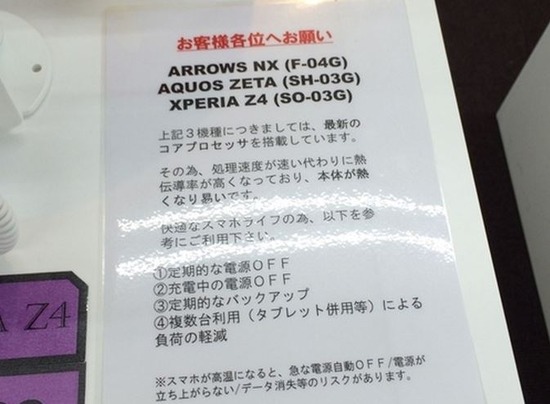 お客様各位へお願い
ARROWS NX (F-04G)
AQUOS ZETA (SH-03G)
XPERIA Z4 (SO-03G)
上記3機種につきましては、最新の
コアプロセッサを搭載しています。
その為、処理速度が速い代わりに熱
伝導率が高くなっており、本体が熱
くなり易いです。
快適なスマホライフの為、以下を参
考にご利用下さい。
①定期的な電源OFF
②充電中の電源OFF
③定期的なバックアップ
④複数台利用（タブレット併用等）による
負荷の軽減
※スマホが高温になると、急な電源自動OFF/電源が
立ち上がらない/データ消失等のリスクがあります。
Z4